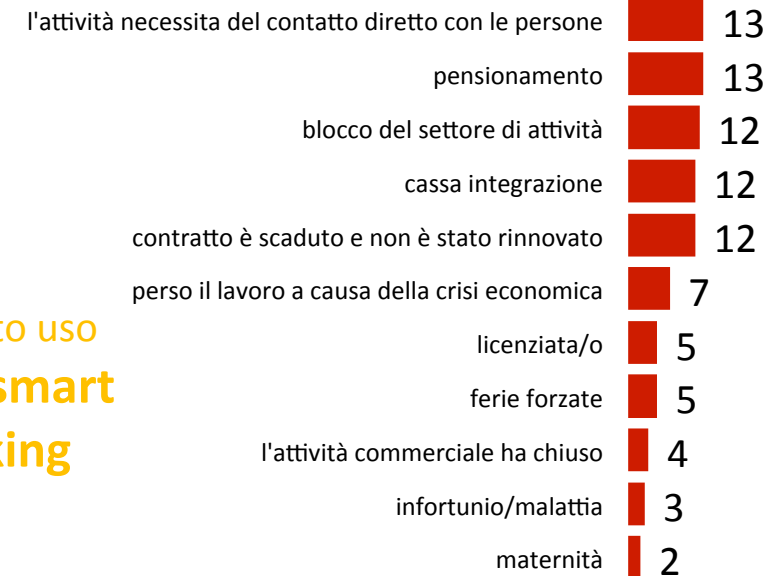 l'attività necessita del contatto diretto con le persone 13
pensionamento 13
blocco del settore di attività 12
cassa integrazione 12
contratto è scaduto e non è stato rinnovato 12
perso il lavoro a causa della crisi economica 7
uso
licenziata/o 5
smart
ferie forzate 5
l'attività commerciale ha chiuso 4
infortunio/malattia 3
maternità 2